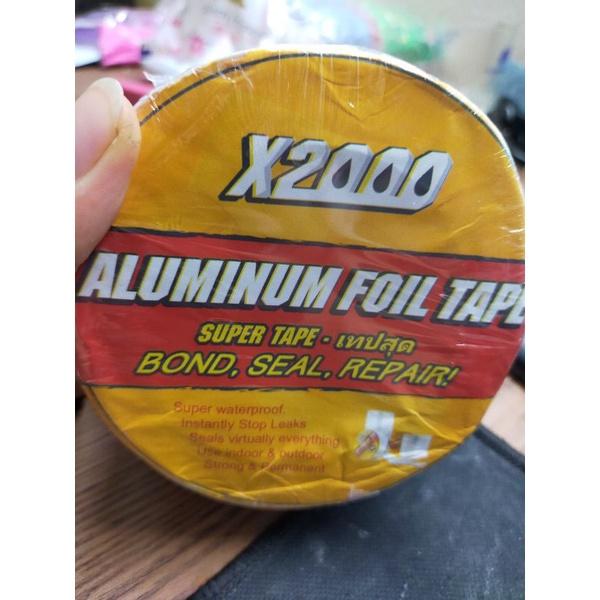 X2000
ALUMINUM FOIL TAPE
SUPER TAPE - เทปสุด
BOND, SEAL, REPAIR!
Super waterproof.
Instantly Stop Leaks
Seals virtually everything
Use indoor & outdoor
Strong & Permanent